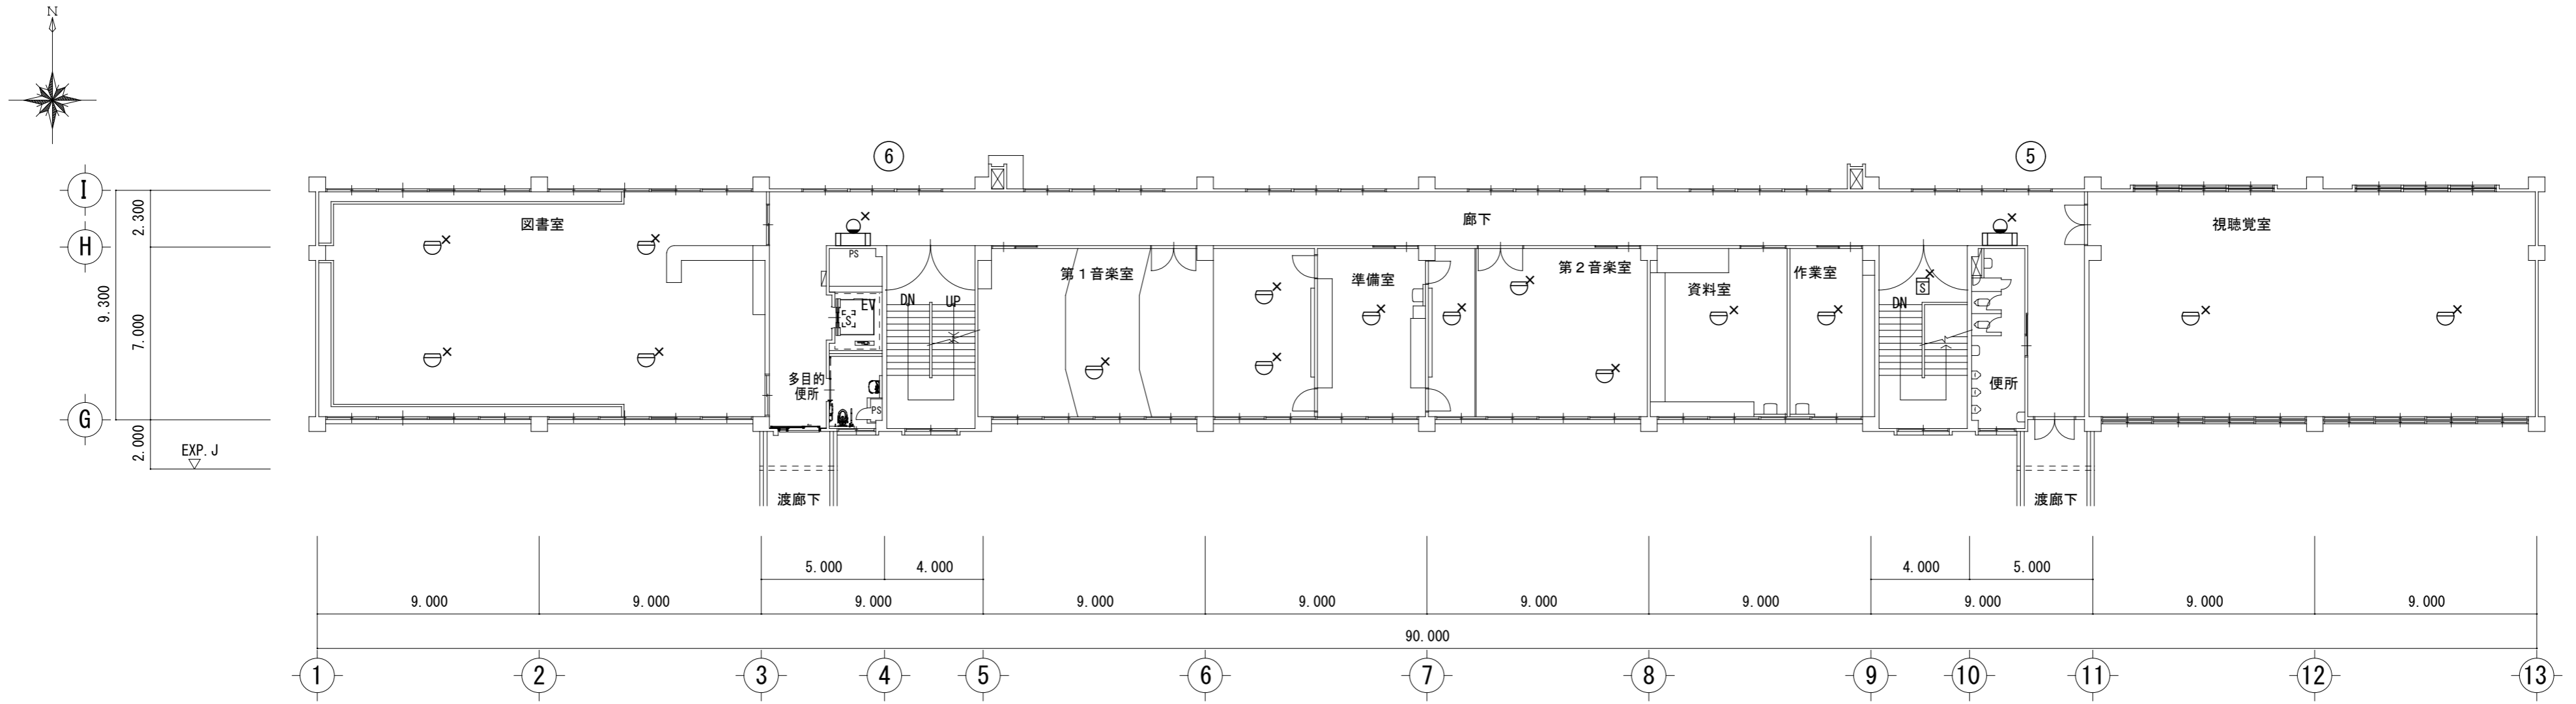 N
⑥
⑤
I
H
G
2.300
7.000
9.300
2.000
EXP.J
図書室
廊下
視聴覚室
PS
EV
S
DN
UP
多目的
便所
PS
第1音楽室
準備室
第2音楽室
資料室
作業室
S
DN
便所
渡廊下
渡廊下
5.000
4.000
4.000
5.000
9.000
9.000
9.000
9.000
9.000
9.000
9.000
9.000
9.000
9.000
90.000
1
2
3
4
5
6
7
8
9
10
11
12
13